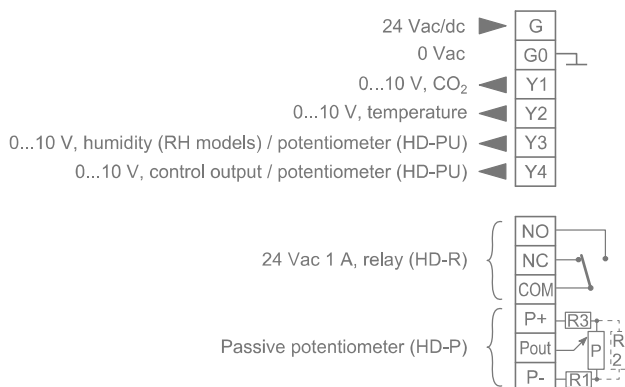 24 Vac/dc G
0 Vac G0
0...10 V, CO₂ Y1
0...10 V, temperature Y2
0...10 V, humidity (RH models) / potentiometer (HD-PU) Y3
0...10 V, control output / potentiometer (HD-PU) Y4
NO
24 Vac 1 A, relay (HD-R) NC
COM
P+ R3
Passive potentiometer (HD-P) Pout P R
2
P- R1